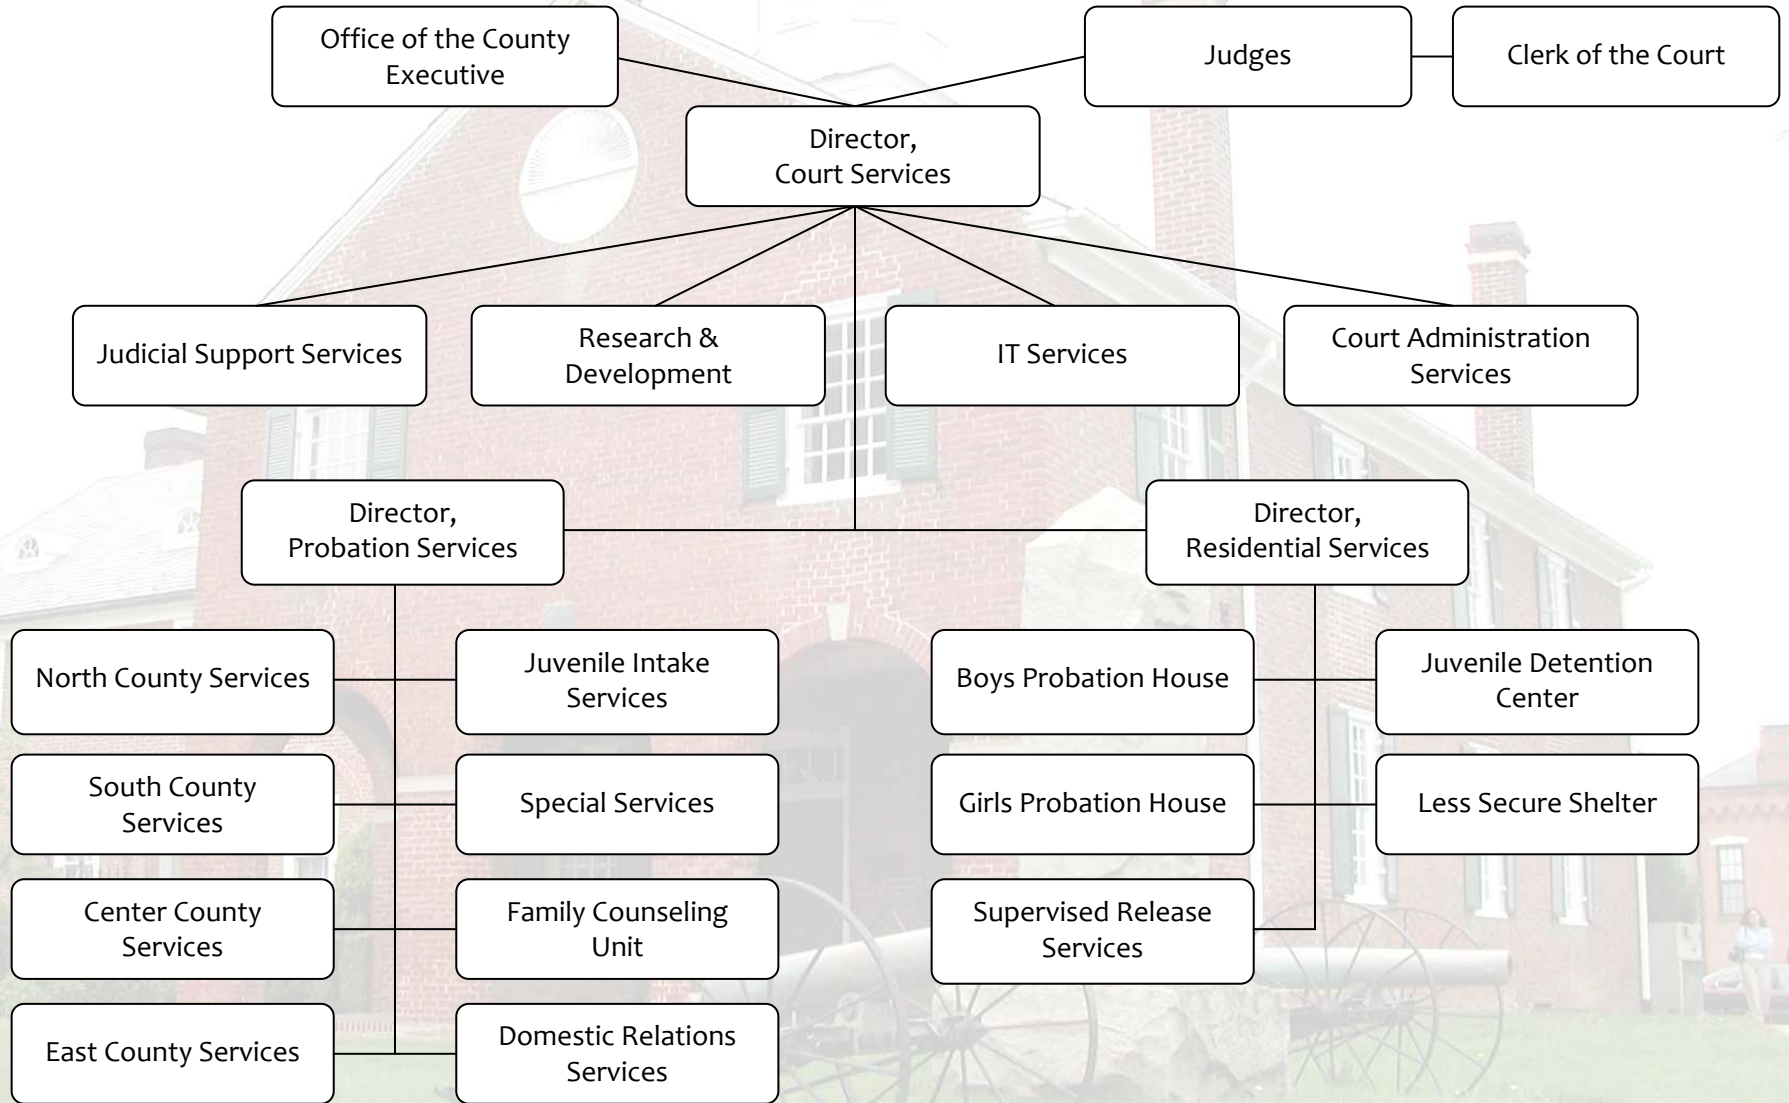 Office of the County
Executive
Judges
Clerk of the Court
Director,
Court Services
Judicial Support Services
Research &
Development
IT Services
Court Administration
Services
Director,
Probation Services
Director,
Residential Services
North County Services
Juvenile Intake
Services
Boys Probation House
Juvenile Detention
Center
South County
Services
Special Services
Girls Probation House
Less Secure Shelter
Center County
Services
Family Counseling
Unit
Supervised Release
Services
East County Services
Domestic Relations
Services